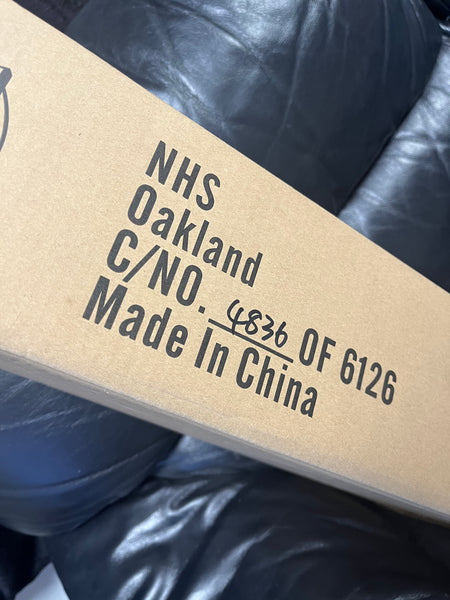 NHS
Oakland
C/NO. 4836 OF 6126
Made In China